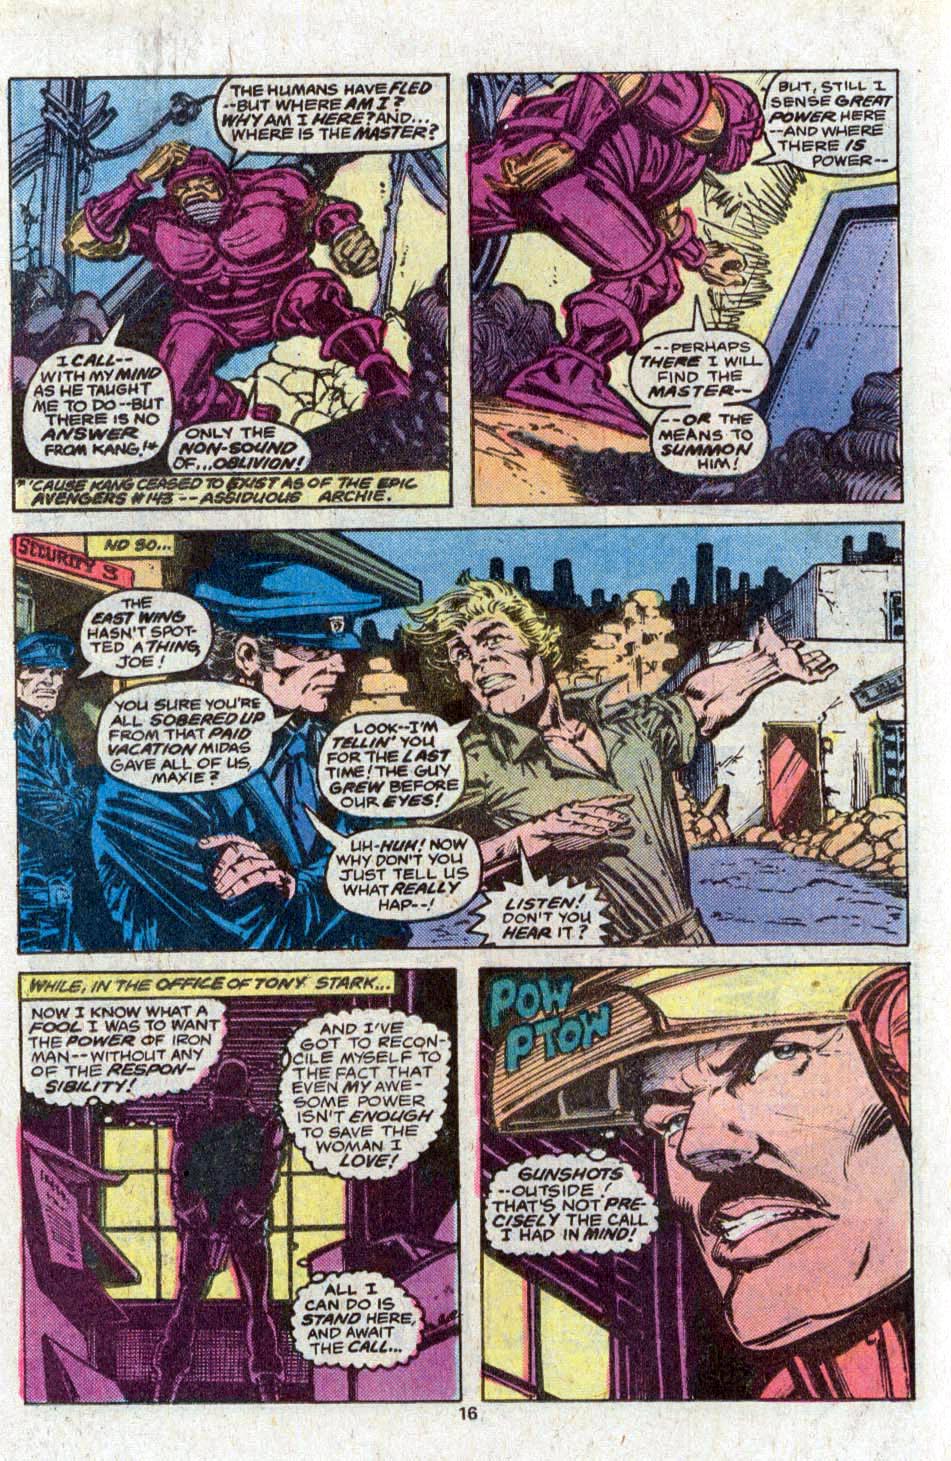 THE HUMANS HAVE FLED
--BUT WHERE AM I?
WHY AM I HERE? AND...
WHERE IS THE MASTER?
I CALL--
WITH MY MIND
AS HE TAUGHT
ME TO DO--BUT
THERE IS NO
ANSWER
FROM KANG!*
ONLY THE
NON-SOUND
OF...OBLIVION!
* 'CAUSE KANG CEASED TO EXIST AS OF THE EPIC
AVENGERS #143 -- ASSIDUOUS ARCHIE.
BUT, STILL I
SENSE GREAT
POWER HERE
--AND WHERE
THERE IS
POWER--
--PERHAPS
THERE I WILL
FIND THE
MASTER--
--OR THE
MEANS TO
SUMMON
HIM!
SECURITY 3
ND SO...
THE
EAST WING
HASN'T SPOT-
TED A THING,
JOE!
YOU SURE YOU'RE
ALL SOBERED UP
FROM THAT PAID
VACATION MIDAS
GAVE ALL OF US,
MAXIE?
LOOK--I'M
TELLIN' YOU
FOR THE LAST
TIME! THE GUY
GREW BEFORE
OUR EYES!
UH-HUH! NOW
WHY DON'T YOU
JUST TELL US
WHAT REALLY
HAP--!
LISTEN!
DON'T YOU
HEAR IT?
WHILE, IN THE OFFICE OF TONY STARK...
NOW I KNOW WHAT A
FOOL I WAS TO WANT
THE POWER OF IRON
MAN--WITHOUT ANY
OF THE RESPON-
SIBILITY!
AND I'VE
GOT TO RECON-
CILE MYSELF TO
THE FACT THAT
EVEN MY AWE-
SOME POWER
ISN'T ENOUGH
TO SAVE THE
WOMAN I
LOVE!
ALL I
CAN DO IS
STAND HERE,
AND AWAIT
THE CALL...
POW
PTOW
GUNSHOTS
--OUTSIDE!
THAT'S NOT PRE-
CISELY THE CALL
I HAD IN MIND!
16